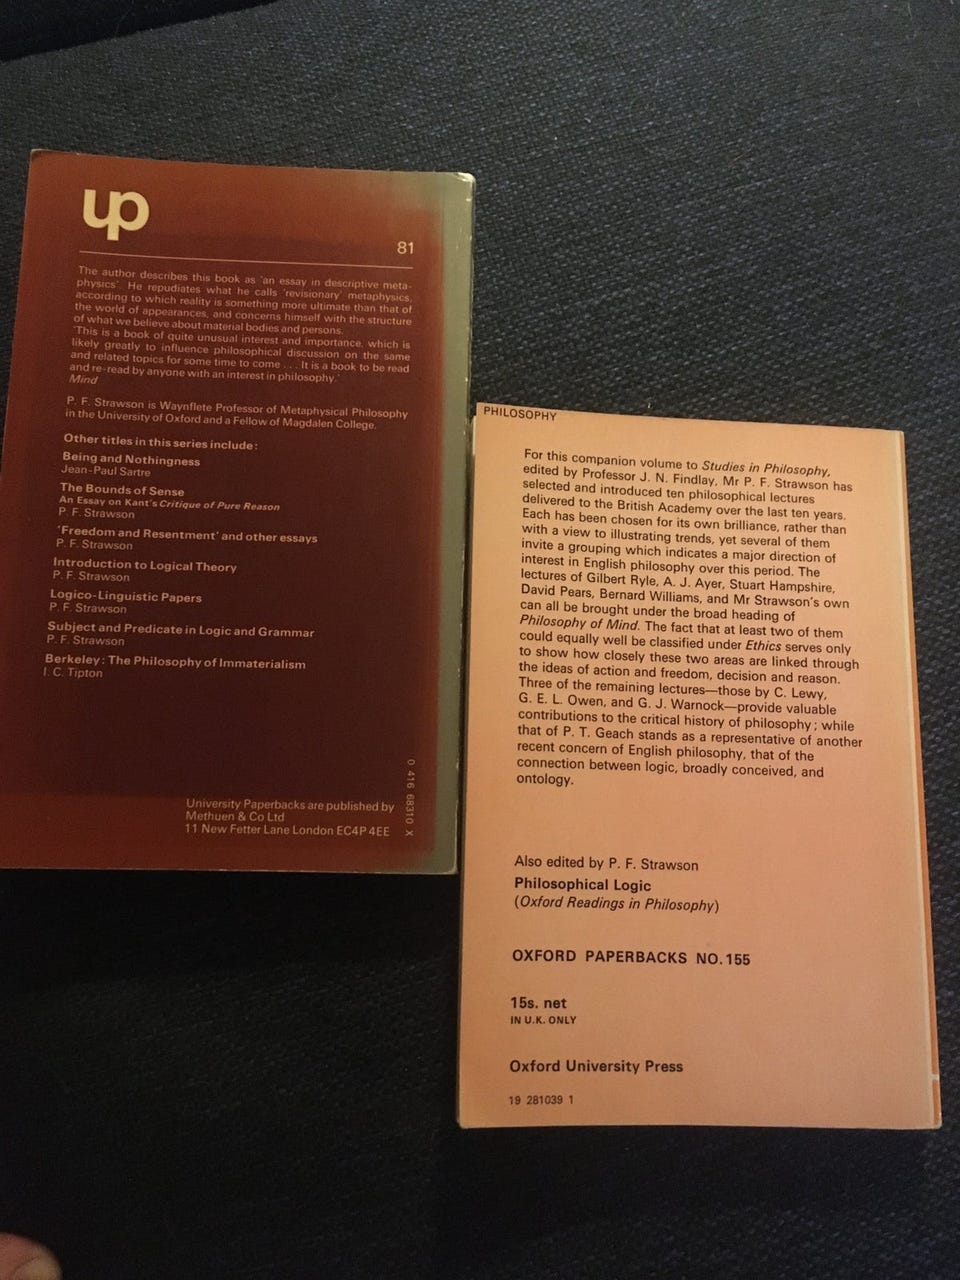 up
81
The author describes this book as 'an essay in descriptive meta-
physics'. He repudiates what he calls 'revisionary' metaphysics,
according to which reality is something more ultimate than that of
the world of appearances, and concerns himself with the structure
of what we believe about material bodies and persons.
'This is a book of quite unusual interest and importance, which is
likely greatly to influence philosophical discussion on the same
and related topics for some time to come . . . It is a book to be read
and re-read by anyone with an interest in philosophy.'
Mind
P. F. Strawson is Waynflete Professor of Metaphysical Philosophy
in the University of Oxford and a Fellow of Magdalen College.
Other titles in this series include:
Being and Nothingness
Jean-Paul Sartre
The Bounds of Sense
An Essay on Kant's Critique of Pure Reason
P. F. Strawson
'Freedom and Resentment' and other essays
P. F. Strawson
Introduction to Logical Theory
P. F. Strawson
Logico-Linguistic Papers
P. F. Strawson
Subject and Predicate in Logic and Grammar
P. F. Strawson
Berkeley: The Philosophy of Immaterialism
I. C. Tipton
University Paperbacks are published by
Methuen & Co Ltd
11 New Fetter Lane London EC4P 4EE
0 416 68310 X
PHILOSOPHY
For this companion volume to Studies in Philosophy,
edited by Professor J. N. Findlay, Mr P. F. Strawson has
selected and introduced ten philosophical lectures
delivered to the British Academy over the last ten years.
Each has been chosen for its own brilliance, rather than
with a view to illustrating trends, yet several of them
invite a grouping which indicates a major direction of
interest in English philosophy over this period. The
lectures of Gilbert Ryle, A. J. Ayer, Stuart Hampshire,
David Pears, Bernard Williams, and Mr Strawson's own
can all be brought under the broad heading of
Philosophy of Mind. The fact that at least two of them
could equally well be classified under Ethics serves only
to show how closely these two areas are linked through
the ideas of action and freedom, decision and reason.
Three of the remaining lectures—those by C. Lewy,
G. E. L. Owen, and G. J. Warnock—provide valuable
contributions to the critical history of philosophy; while
that of P. T. Geach stands as a representative of another
recent concern of English philosophy, that of the
connection between logic, broadly conceived, and
ontology.
Also edited by P. F. Strawson
Philosophical Logic
(Oxford Readings in Philosophy)
OXFORD PAPERBACKS NO. 155
15s. net
IN U.K. ONLY
Oxford University Press
19 281039 1